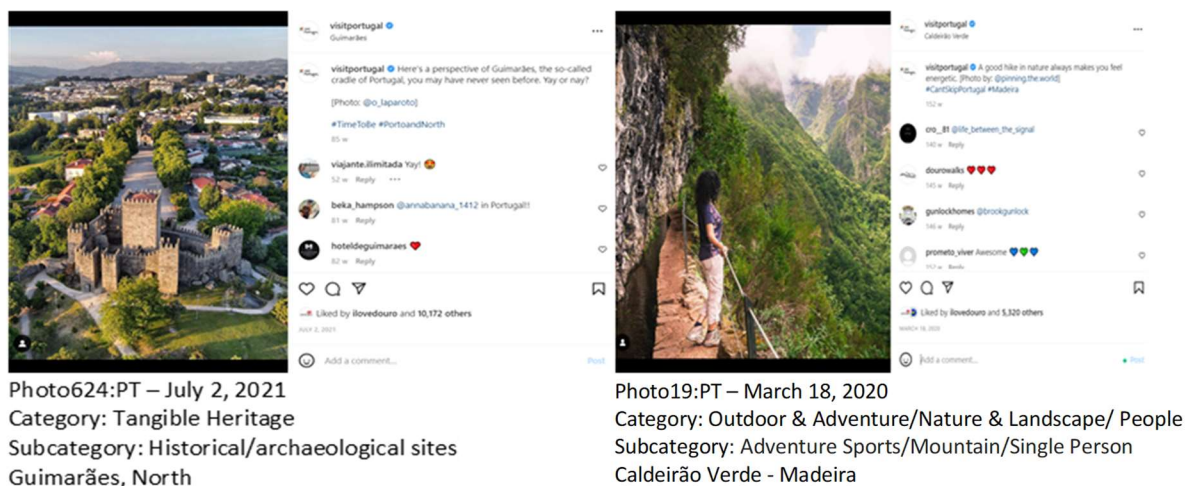 visitportugal
Guimarães
visitportugal Here's a perspective of Guimarães, the so-called
cradle of Portugal, you may have never seen before. Yay or nay?
[Photo: @o_laparoto]
#TimeToBe #PortoandNorth
85 w
viajante.ilimitada Yay! 😍
52 w Reply
beka_hampson @annabanana_1412 in Portugal!!
81 w Reply
hoteldeguimaraes ❤️
82 w Reply
Liked by ilovedouro and 10,172 others
JULY 2, 2021
Add a comment... Post
Photo624:PT – July 2, 2021
Category: Tangible Heritage
Subcategory: Historical/archaeological sites
Guimarães, North
visitportugal
Caldeirão Verde
visitportugal A good hike in nature always makes you feel
energetic. [Photo by: @pinning.the.world]
#CantSkipPortugal #Madeira
152 w
cro__81 @life_between_the_signal
140 w Reply
dourowalks ❤️❤️❤️
145 w Reply
gunlockhomes @brookgunlock
146 w Reply
prometo_viver Awesome 💙💚💙
152 w Reply
Liked by ilovedouro and 5,320 others
MARCH 18, 2020
Add a comment... Post
Photo19:PT – March 18, 2020
Category: Outdoor & Adventure/Nature & Landscape/ People
Subcategory: Adventure Sports/Mountain/Single Person
Caldeirão Verde - Madeira